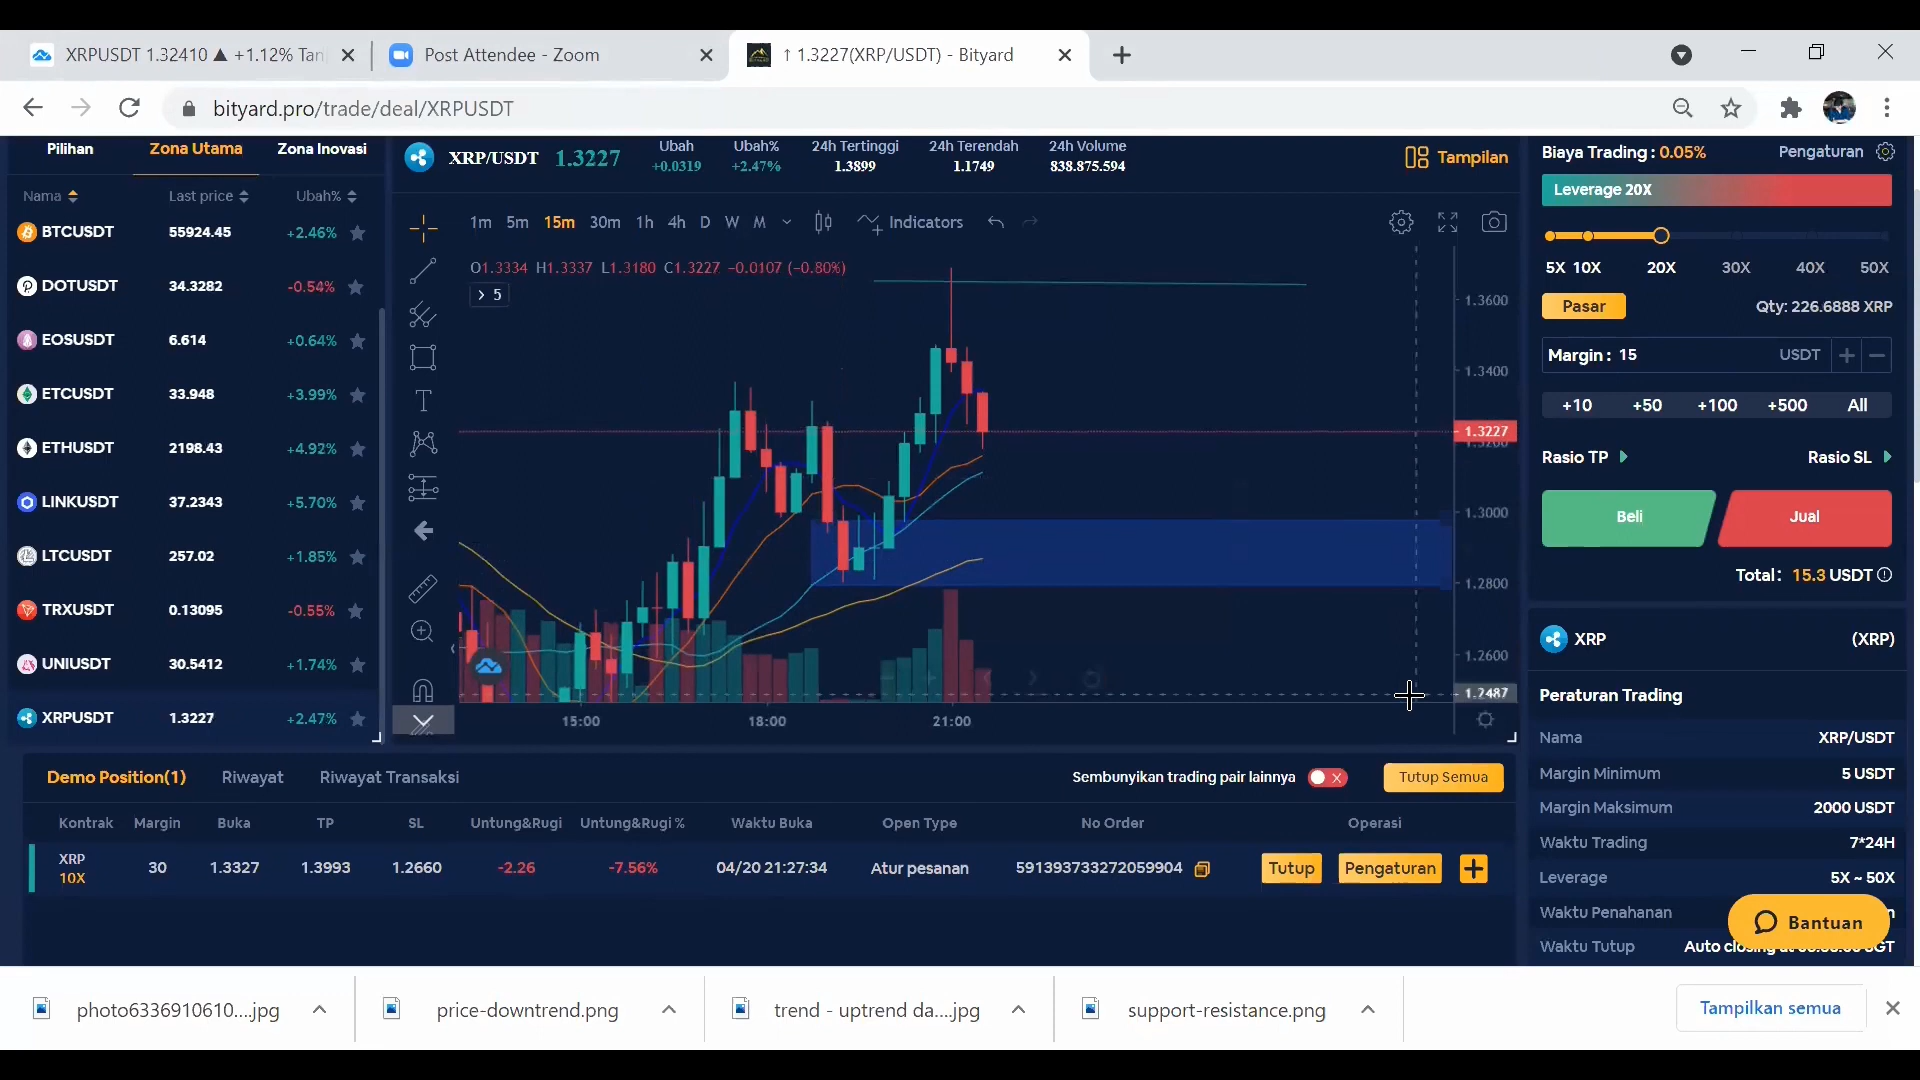 XRPUSDT 1.32410 ▲ +1.12% Tan
Post Attendee - Zoom
↑ 1.3227(XRP/USDT) - Bityard
bityard.pro/trade/deal/XRPUSDT
Pilihan Zona Utama Zona Inovasi
Nama Last price Ubah%
BTCUSDT 55924.45 +2.46%
DOTUSDT 34.3282 -0.54%
EOSUSDT 6.614 +0.64%
ETCUSDT 33.948 +3.99%
ETHUSDT 2198.43 +4.92%
LINKUSDT 37.2343 +5.70%
LTCUSDT 257.02 +1.85%
TRXUSDT 0.13095 -0.55%
UNIUSDT 30.5412 +1.74%
XRPUSDT 1.3227 +2.47%
XRP/USDT 1.3227
Ubah Ubah% 24h Tertinggi 24h Terendah 24h Volume
+0.0319 +2.47% 1.3899 1.1749 838.875.594
Tampilan
1m 5m 15m 30m 1h 4h D W M Indicators
O1.3334 H1.3337 L1.3180 C1.3227 -0.0107 (-0.80%)
5
1.3600
1.3400
1.3227
1.3000
1.2800
1.2600
1.2487
15:00 18:00 21:00
Biaya Trading : 0.05% Pengaturan
Leverage 20X
5X 10X 20X 30X 40X 50X
Pasar Qty: 226.6888 XRP
Margin : 15 USDT
+10 +50 +100 +500 All
Rasio TP Rasio SL
Beli Jual
Total: 15.3 USDT
XRP (XRP)
Peraturan Trading
Nama XRP/USDT
Margin Minimum 5 USDT
Margin Maksimum 2000 USDT
Waktu Trading 7*24H
Leverage 5X ~ 50X
Waktu Penahanan
Waktu Tutup Auto
Bantuan
Demo Position(1) Riwayat Riwayat Transaksi Sembunyikan trading pair lainnya Tutup Semua
Kontrak Margin Buka TP SL Untung&Rugi Untung&Rugi % Waktu Buka Open Type No Order Operasi
XRP
10X
30 1.3327 1.3993 1.2660 -2.26 -7.56% 04/20 21:27:34 Atur pesanan 591393733272059904 Tutup Pengaturan
photo6336910610....jpg
price-downtrend.png
trend - uptrend da....jpg
support-resistance.png
Tampilkan semua